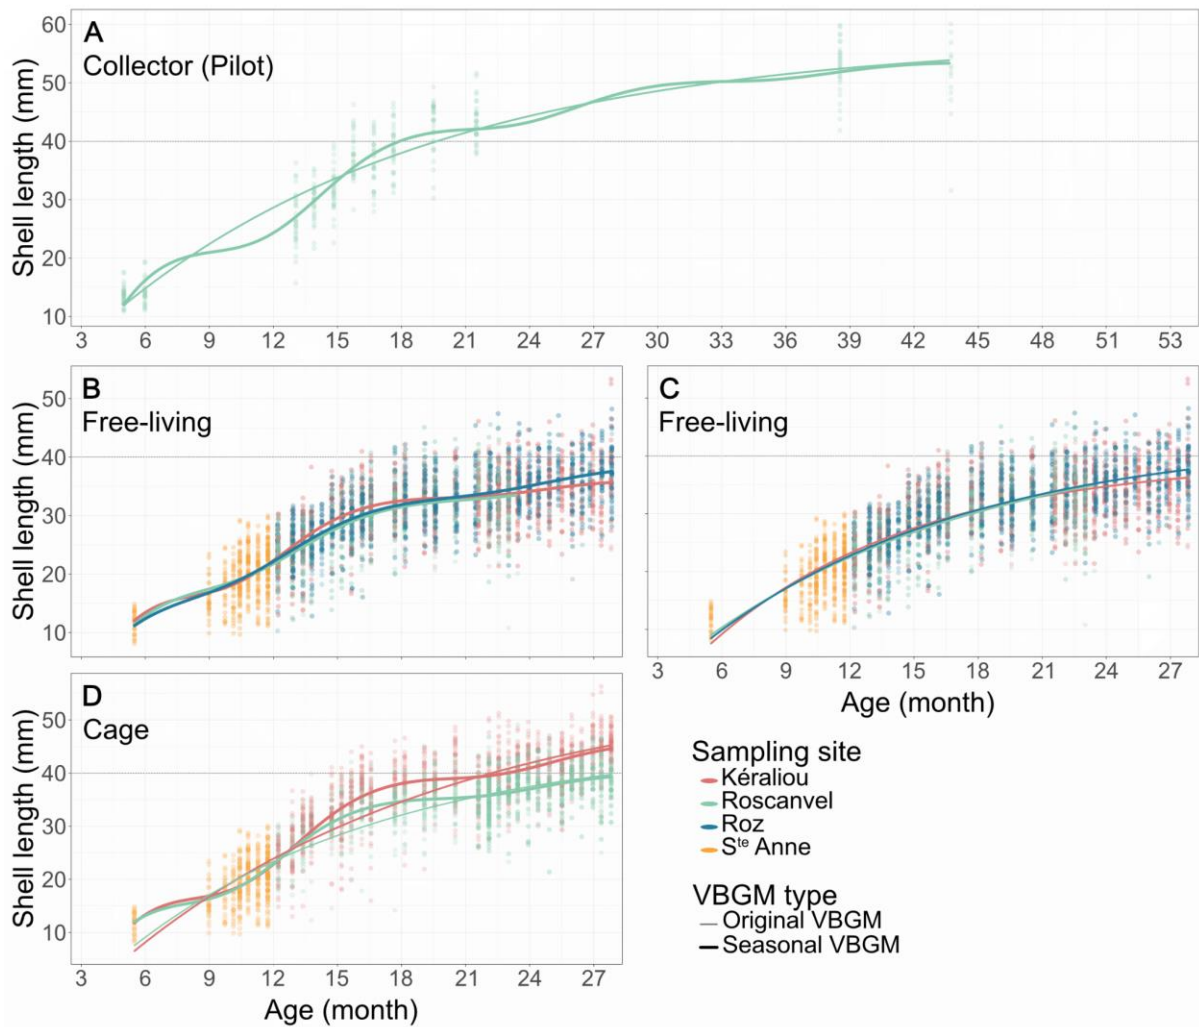 A
Collector (Pilot)
Shell length (mm)
60
50
40
30
20
10
3 6 9 12 15 18 21 24 27 30 33 36 39 42 45 48 51 53
B
Free-living
C
Free-living
Shell length (mm)
50
40
30
20
10
3 6 9 12 15 18 21 24 27
Age (month)
D
Cage
Shell length (mm)
50
40
30
20
10
3 6 9 12 15 18 21 24 27
Age (month)
Sampling site
Kéraliou
Roscanvel
Roz
Ste Anne
VBGM type
Original VBGM
Seasonal VBGM